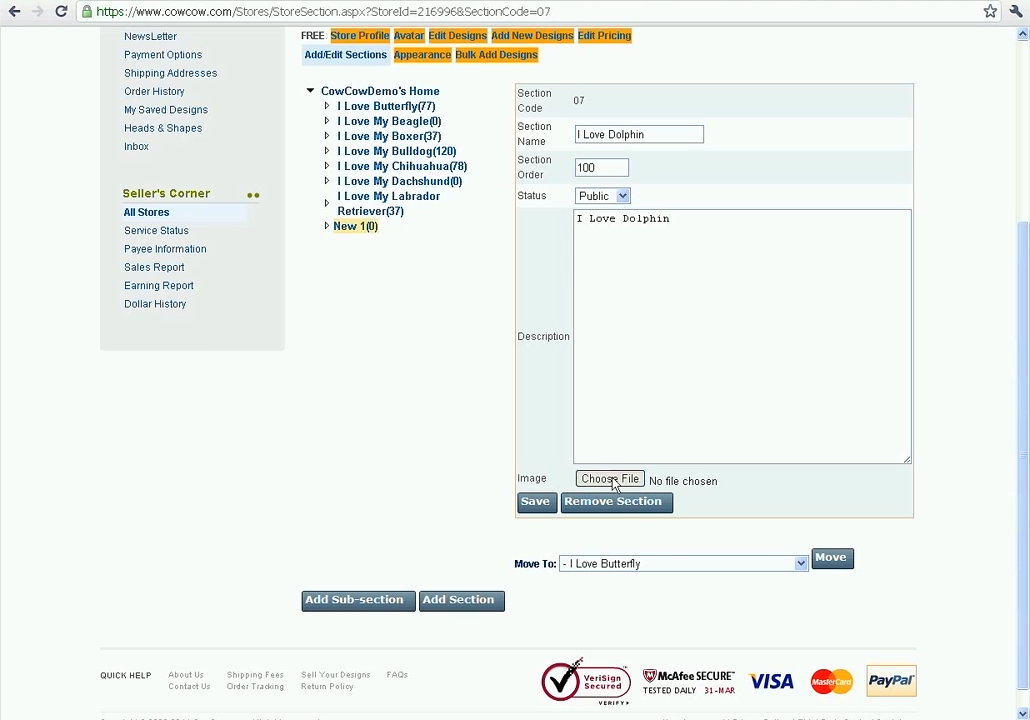 https://www.cowcow.com/Stores/StoreSection.aspx?StoreId=216996&SectionCode=07
NewsLetter
Payment Options
Shipping Addresses
Order History
My Saved Designs
Heads & Shapes
Inbox
Seller's Corner
All Stores
Service Status
Payee Information
Sales Report
Earning Report
Dollar History
FREE: Store Profile Avatar Edit Designs Add New Designs Edit Pricing
Add/Edit Sections Appearance Bulk Add Designs
CowCowDemo's Home
I Love Butterfly(77)
I Love My Beagle(0)
I Love My Boxer(37)
I Love My Bulldog(120)
I Love My Chihuahua(78)
I Love My Dachshund(0)
I Love My Labrador
Retriever(37)
New 1(0)
Section
Code
07
Section
Name
I Love Dolphin
Section
Order
100
Status
Public
Description
I Love Dolphin
Image
Choose File No file chosen
Save Remove Section
Move To: - I Love Butterfly Move
Add Sub-section Add Section
QUICK HELP
About Us
Contact Us
Shipping Fees
Order Tracking
Sell Your Designs
Return Policy
FAQs
VeriSign
Secured
VERIFY
McAfee SECURE
TESTED DAILY 31-MAR
VISA
MasterCard
PayPal